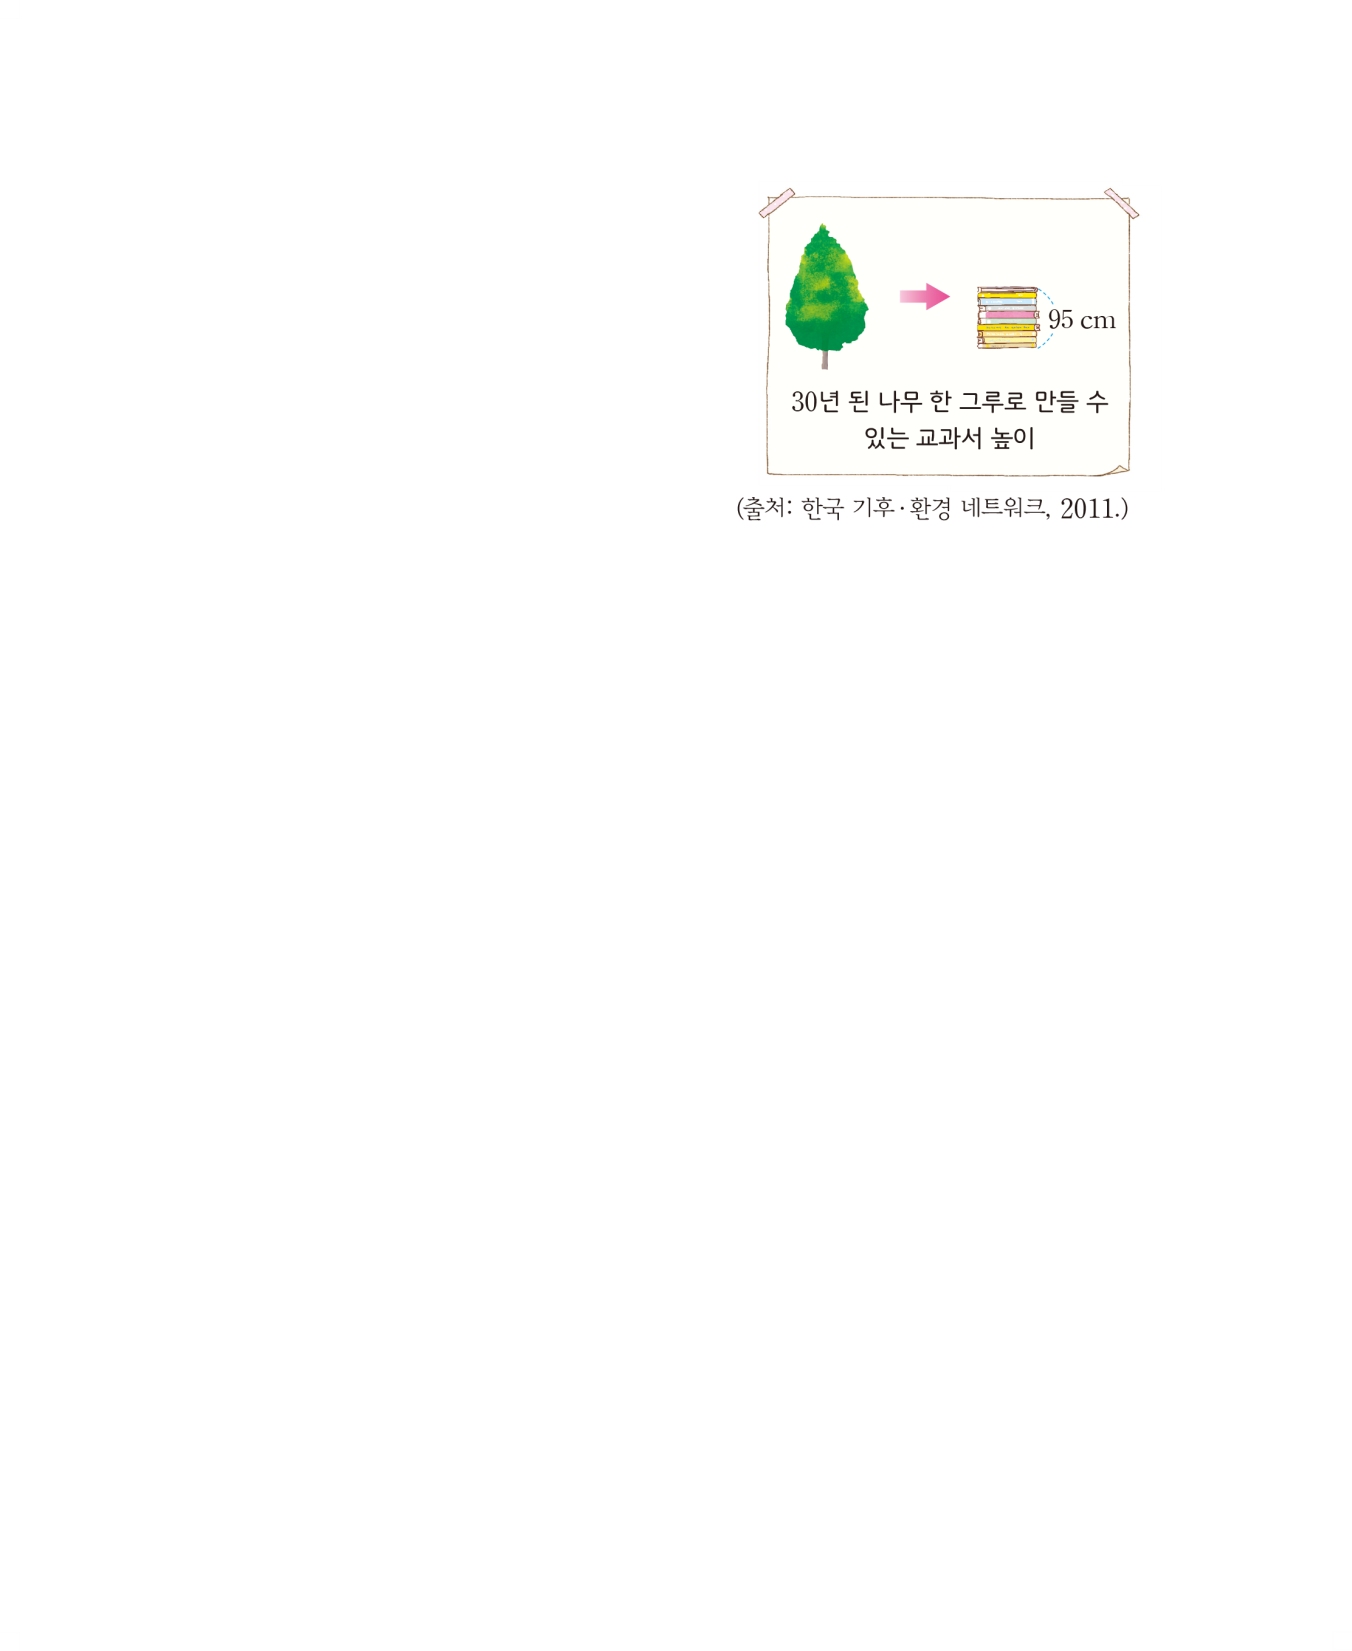 95 cm
30년 된 나무 한 그루로 만들 수
있는 교과서 높이
(출처: 한국 기후·환경 네트워크, 2011.)